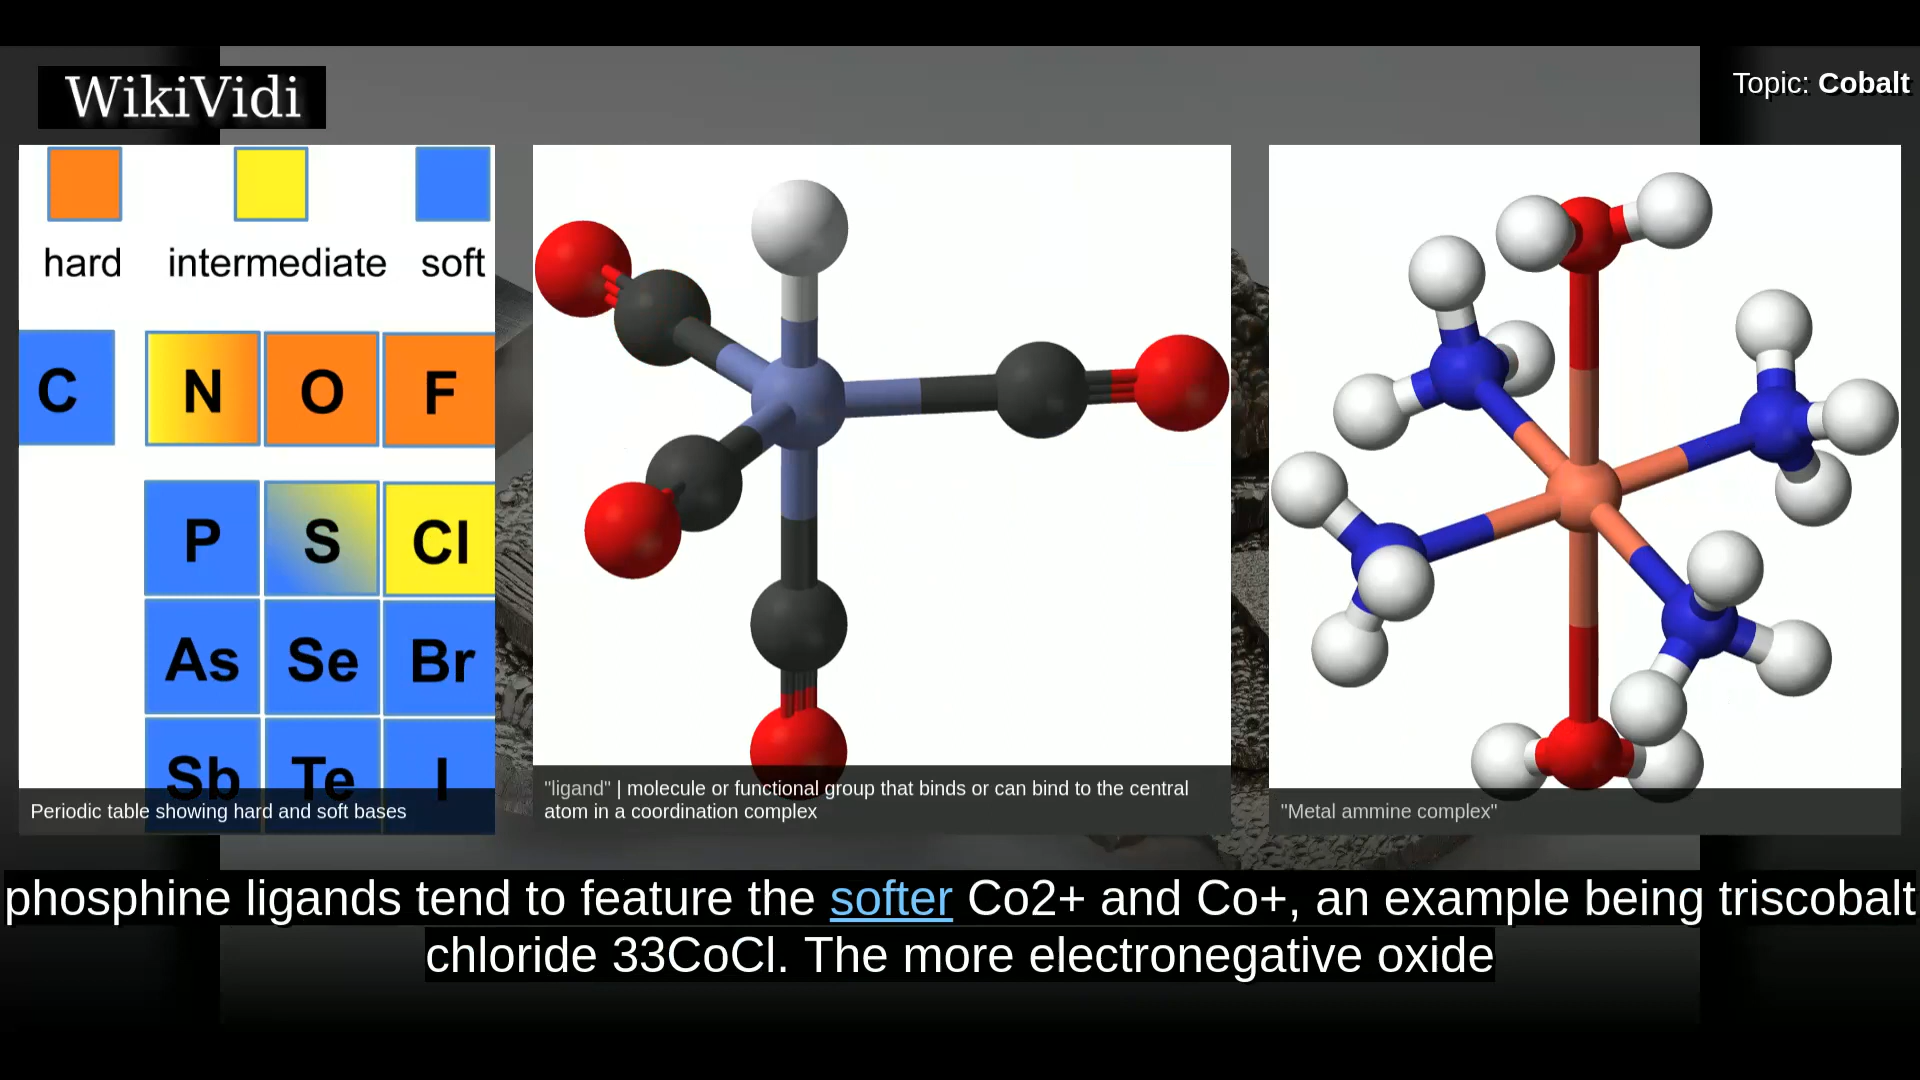 WikiVidi
Topic: Cobalt
hard intermediate soft
C N O F
P S Cl
As Se Br
Sb Te I
Periodic table showing hard and soft bases
"ligand" | molecule or functional group that binds or can bind to the central
atom in a coordination complex
"Metal ammine complex"
phosphine ligands tend to feature the softer Co2+ and Co+, an example being triscobalt
chloride 33CoCl. The more electronegative oxide